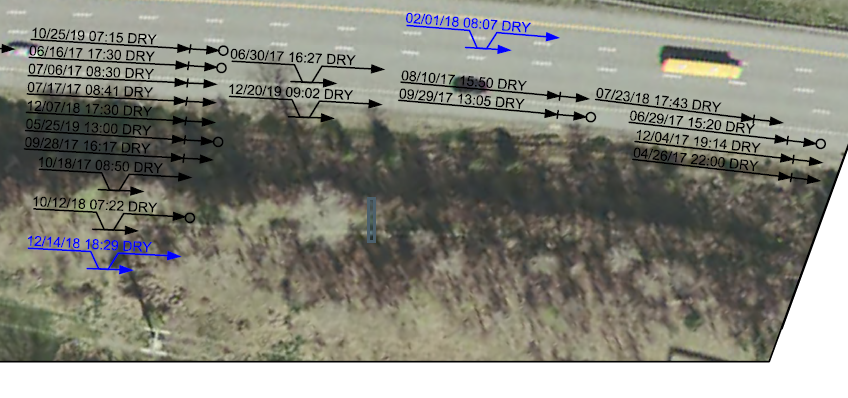 10/25/19 07:15 DRY
06/16/17 17:30 DRY
07/06/17 08:30 DRY
07/17/17 08:41 DRY
12/07/18 17:30 DRY
05/25/19 13:00 DRY
09/28/17 16:17 DRY
10/18/17 08:50 DRY
10/12/18 07:22 DRY
12/14/18 18:29 DRY
06/30/17 16:27 DRY
12/20/19 09:02 DRY
02/01/18 08:07 DRY
08/10/17 15:50 DRY
09/29/17 13:05 DRY
07/23/18 17:43 DRY
06/29/17 15:20 DRY
12/04/17 19:14 DRY
04/26/17 22:00 DRY